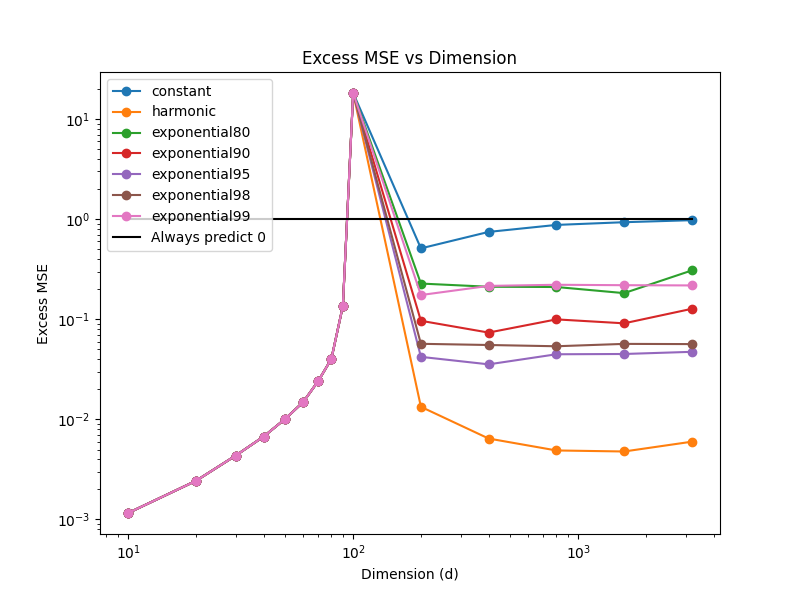 Excess MSE vs Dimension
constant
harmonic
exponential80
exponential90
exponential95
exponential98
exponential99
Always predict 0
Excess MSE
10¹
10⁰
10⁻¹
10⁻²
10⁻³
10¹
10²
10³
Dimension (d)